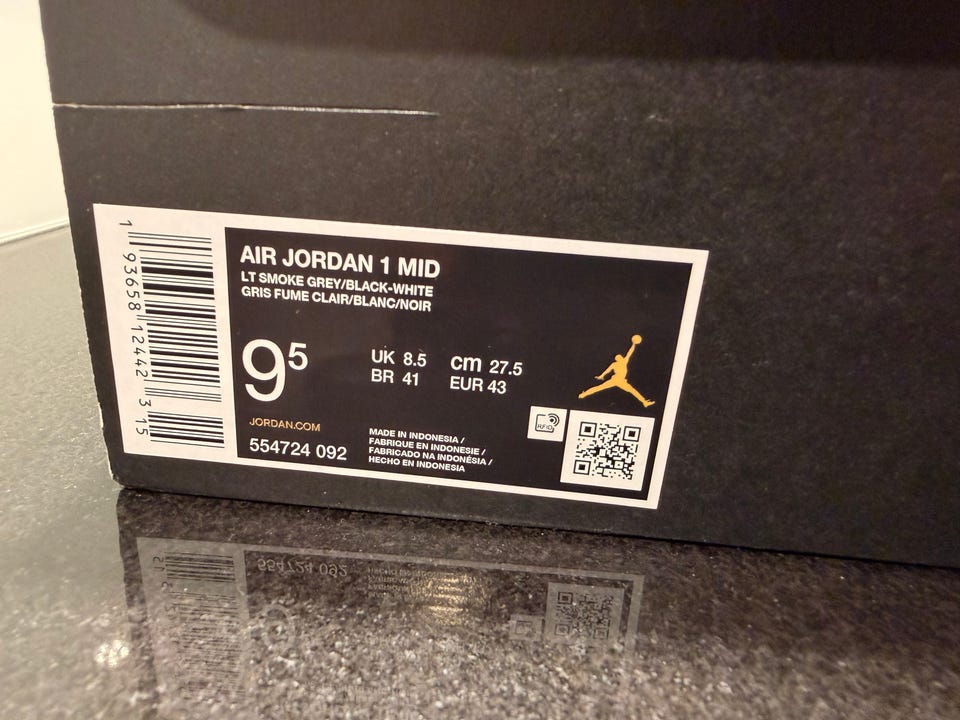 1 93658 12442 3 15
AIR JORDAN 1 MID
LT SMOKE GREY/BLACK-WHITE
GRIS FUME CLAIR/BLANC/NOIR
9⁵
UK 8.5
cm 27.5
BR 41
EUR 43
JORDAN.COM
554724 092
MADE IN INDONESIA /
FABRIQUE EN INDONESIE /
FABRICADO NA INDONÉSIA /
HECHO EN INDONESIA
RFID